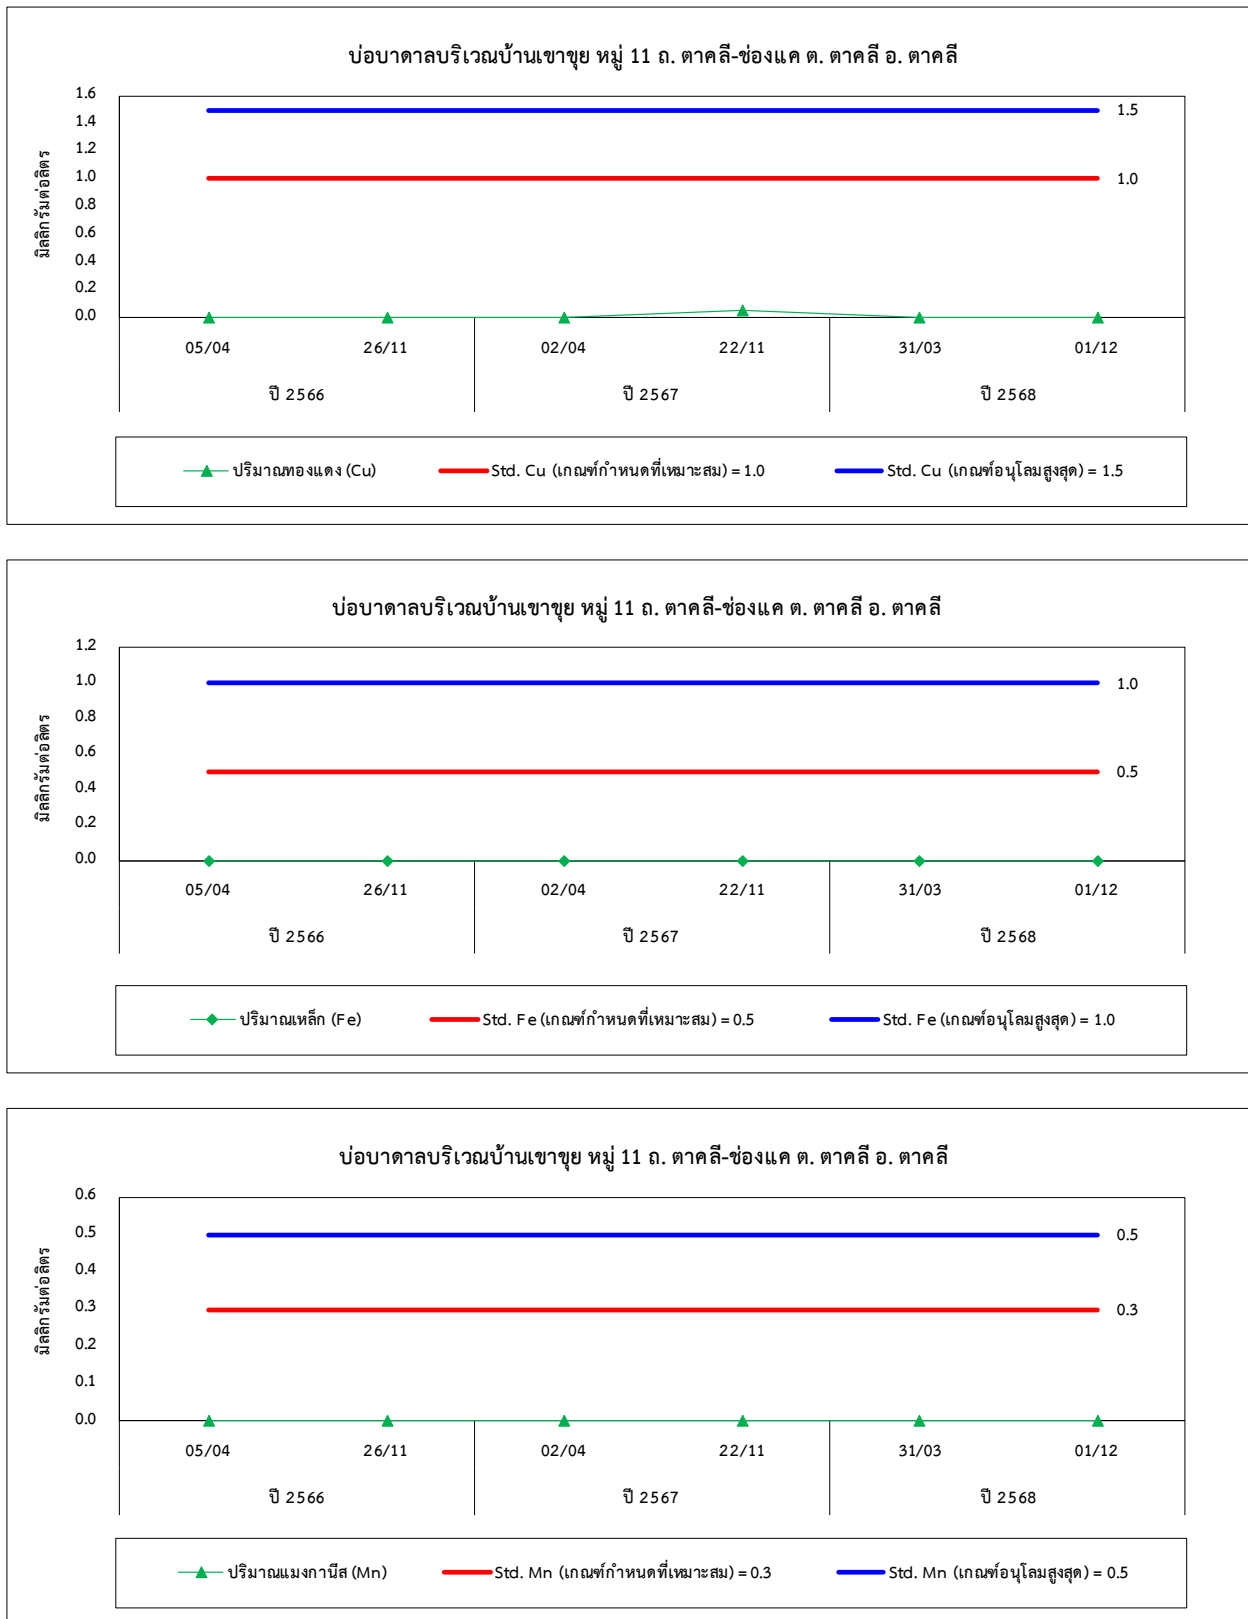 บ่อบาดาลบริเวณบ้านเขาขุย หมู่ 11 ถ. ตาคลี-ช่องแค ต. ตาคลี อ. ตาคลี
มิลลิกรัมต่อลิตร
1.6
1.4
1.2
1.0
0.8
0.6
0.4
0.2
0.0
1.5
1.0
05/04 26/11 02/04 22/11 31/03 01/12
ปี 2566 ปี 2567 ปี 2568
ปริมาณทองแดง (Cu) Std. Cu (เกณฑ์กำหนดที่เหมาะสม) = 1.0 Std. Cu (เกณฑ์อนุโลมสูงสุด) = 1.5
บ่อบาดาลบริเวณบ้านเขาขุย หมู่ 11 ถ. ตาคลี-ช่องแค ต. ตาคลี อ. ตาคลี
มิลลิกรัมต่อลิตร
1.2
1.0
0.8
0.6
0.4
0.2
0.0
1.0
0.5
05/04 26/11 02/04 22/11 31/03 01/12
ปี 2566 ปี 2567 ปี 2568
ปริมาณเหล็ก (Fe) Std. Fe (เกณฑ์กำหนดที่เหมาะสม) = 0.5 Std. Fe (เกณฑ์อนุโลมสูงสุด) = 1.0
บ่อบาดาลบริเวณบ้านเขาขุย หมู่ 11 ถ. ตาคลี-ช่องแค ต. ตาคลี อ. ตาคลี
มิลลิกรัมต่อลิตร
0.6
0.5
0.4
0.3
0.2
0.1
0.0
0.5
0.3
05/04 26/11 02/04 22/11 31/03 01/12
ปี 2566 ปี 2567 ปี 2568
ปริมาณแมงกานีส (Mn) Std. Mn (เกณฑ์กำหนดที่เหมาะสม) = 0.3 Std. Mn (เกณฑ์อนุโลมสูงสุด) = 0.5